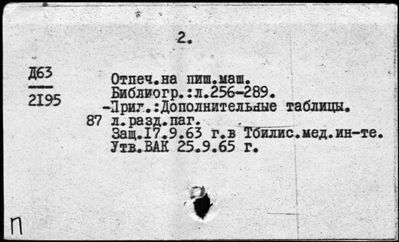 2.
Д63
2195
Отпеч.на пиш.маш.
Библиогр.:л.256-289.
-Прил.:Дополнительные таблицы.
87 л.разд.паг.
Защ.17.9.63 г.в Тбилис.мед.ин-те.
Утв.ВАК 25.9.65 г.
П